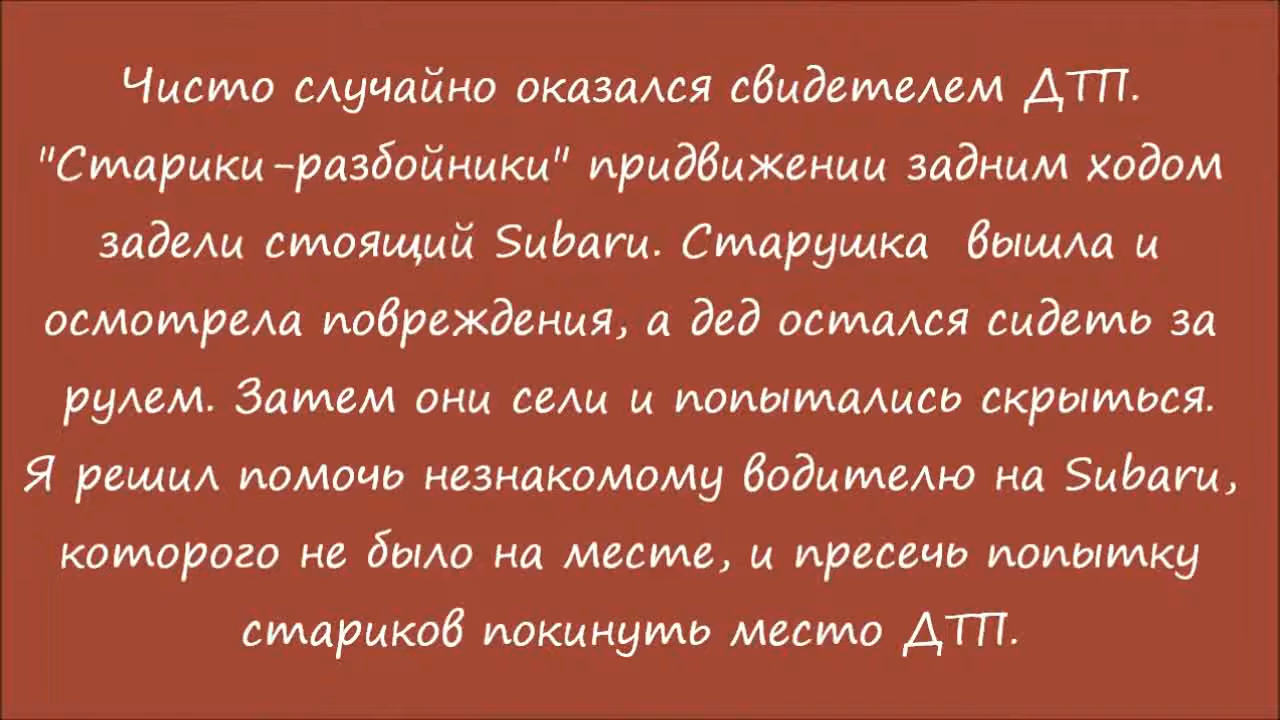 Чисто случайно оказался свидетелем ДТП.
"Старики-разбойники" придвижении задним ходом
задели стоящий Subaru. Старушка  вышла и
осмотрела повреждения, а дед остался сидеть за
рулем. Затем они сели и попытались скрыться.
Я решил помочь незнакомому водителю на Subaru,
которого не было на месте, и пресечь попытку
стариков покинуть место ДТП.